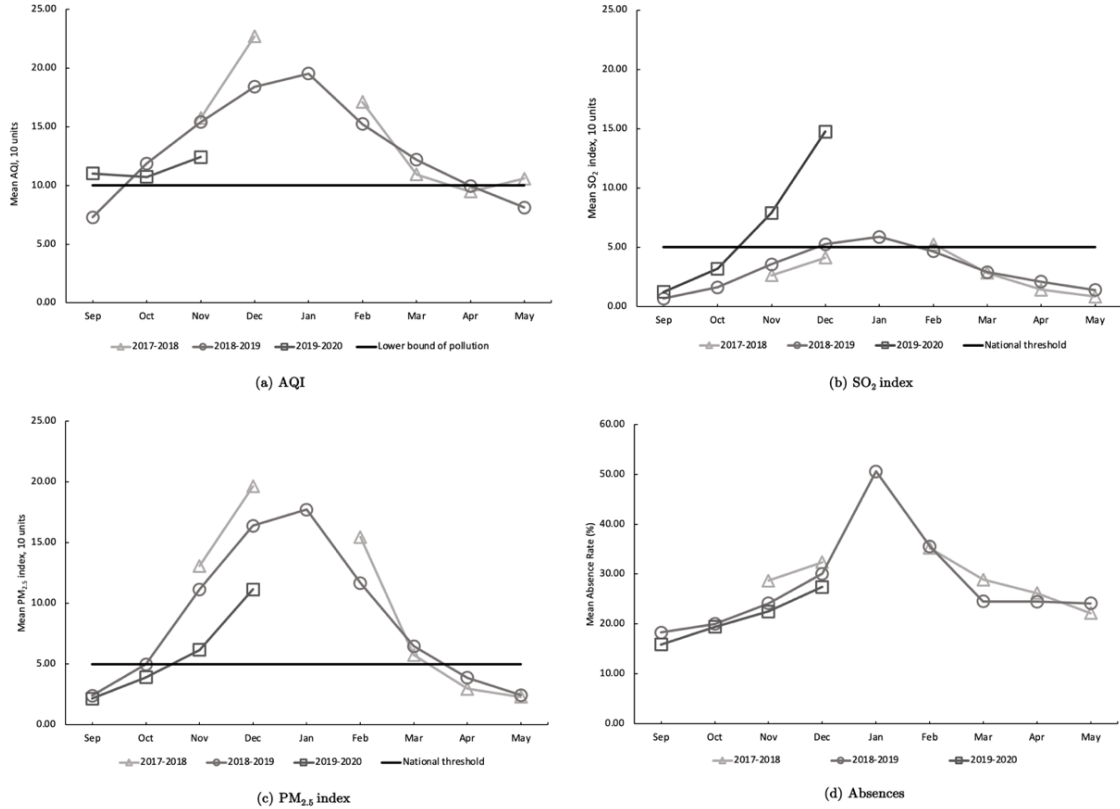 25.00
20.00
15.00
10.00
5.00
0.00
Mean AQI, 10 units
Sep Oct Nov Dec Jan Feb Mar Apr May
2017-2018 2018-2019 2019-2020 Lower bound of pollution
(a) AQI
25.00
20.00
15.00
10.00
5.00
0.00
Mean SO2 index, 10 units
Sep Oct Nov Dec Jan Feb Mar Apr May
2017-2018 2018-2019 2019-2020 National threshold
(b) SO2 index
25.00
20.00
15.00
10.00
5.00
0.00
Mean PM2.5 index, 10 units
Sep Oct Nov Dec Jan Feb Mar Apr May
2017-2018 2018-2019 2019-2020 National threshold
(c) PM2.5 index
60.00
50.00
40.00
30.00
20.00
10.00
0.00
Mean Absence Rate (%)
Sep Oct Nov Dec Jan Feb Mar Apr May
2017-2018 2018-2019 2019-2020
(d) Absences